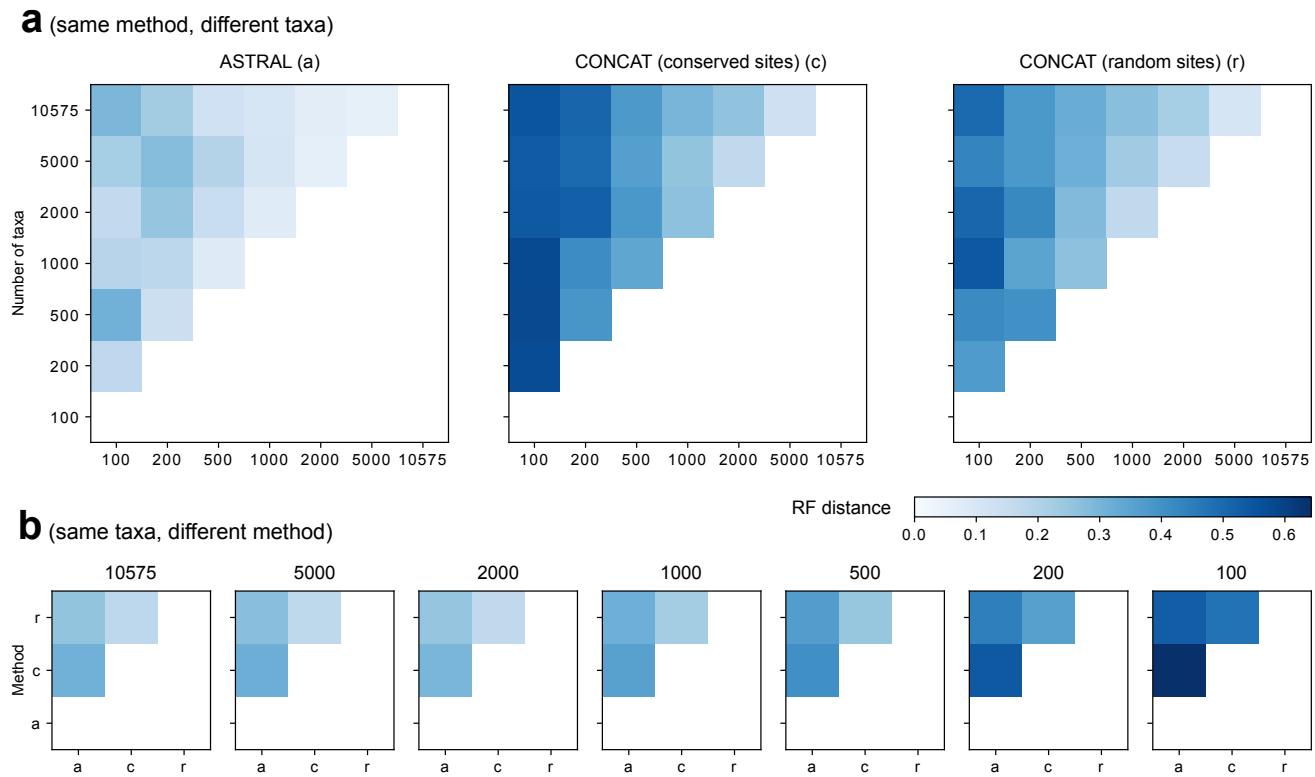 a (same method, different taxa)
ASTRAL (a)
CONCAT (conserved sites) (c)
CONCAT (random sites) (r)
Number of taxa
10575
5000
2000
1000
500
200
100
100 200 500 1000 2000 5000 10575
100 200 500 1000 2000 5000 10575
100 200 500 1000 2000 5000 10575
RF distance
0.0 0.1 0.2 0.3 0.4 0.5 0.6
b (same taxa, different method)
10575 5000 2000 1000 500 200 100
Method
r
c
a
a c r
a c r
a c r
a c r
a c r
a c r
a c r